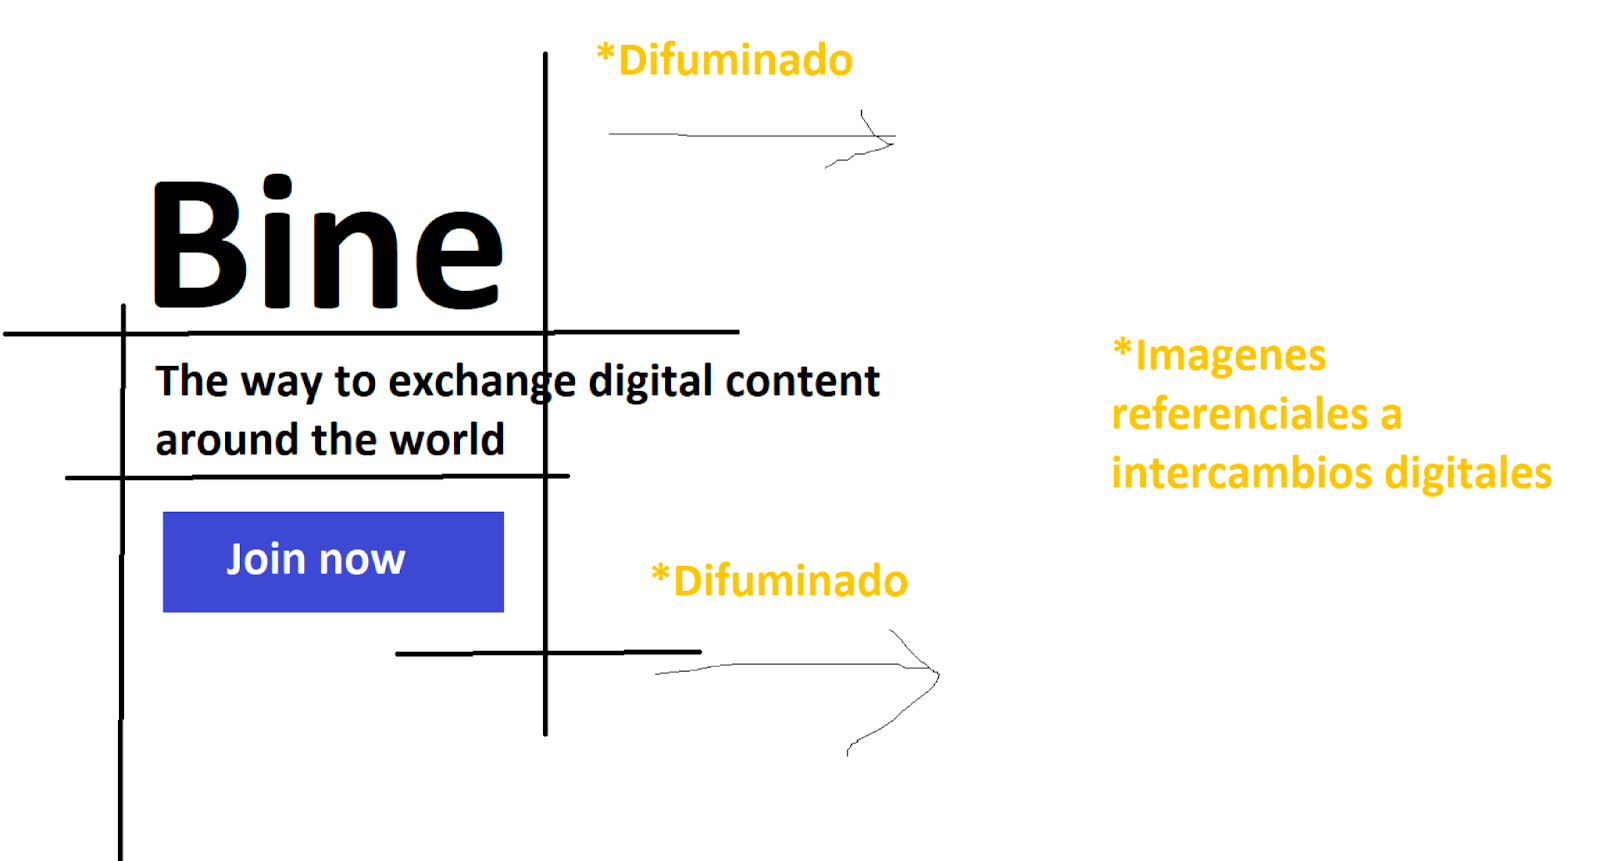 *Difuminado
Bine
The way to exchange digital content
around the world
*Imagenes
referenciales a
intercambios digitales
Join now
*Difuminado